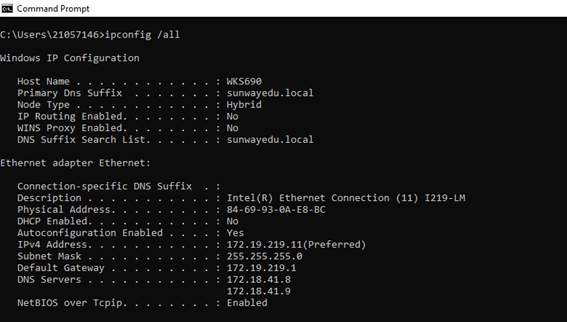 Command Prompt
C:\Users\21057146>ipconfig /all
Windows IP Configuration
Host Name . . . . . . . . . . . . : WKS690
Primary Dns Suffix . . . . . . . : sunwayedu.local
Node Type . . . . . . . . . . . . : Hybrid
IP Routing Enabled. . . . . . . . : No
WINS Proxy Enabled. . . . . . . . : No
DNS Suffix Search List. . . . . . : sunwayedu.local
Ethernet adapter Ethernet:
Connection-specific DNS Suffix . :
Description . . . . . . . . . . . : Intel(R) Ethernet Connection (11) I219-LM
Physical Address. . . . . . . . . : 84-69-93-0A-E8-BC
DHCP Enabled. . . . . . . . . . . : No
Autoconfiguration Enabled . . . . : Yes
IPv4 Address. . . . . . . . . . . : 172.19.219.11(Preferred)
Subnet Mask . . . . . . . . . . . : 255.255.255.0
Default Gateway . . . . . . . . . : 172.19.219.1
DNS Servers . . . . . . . . . . . : 172.18.41.8
172.18.41.9
NetBIOS over Tcpip. . . . . . . . : Enabled